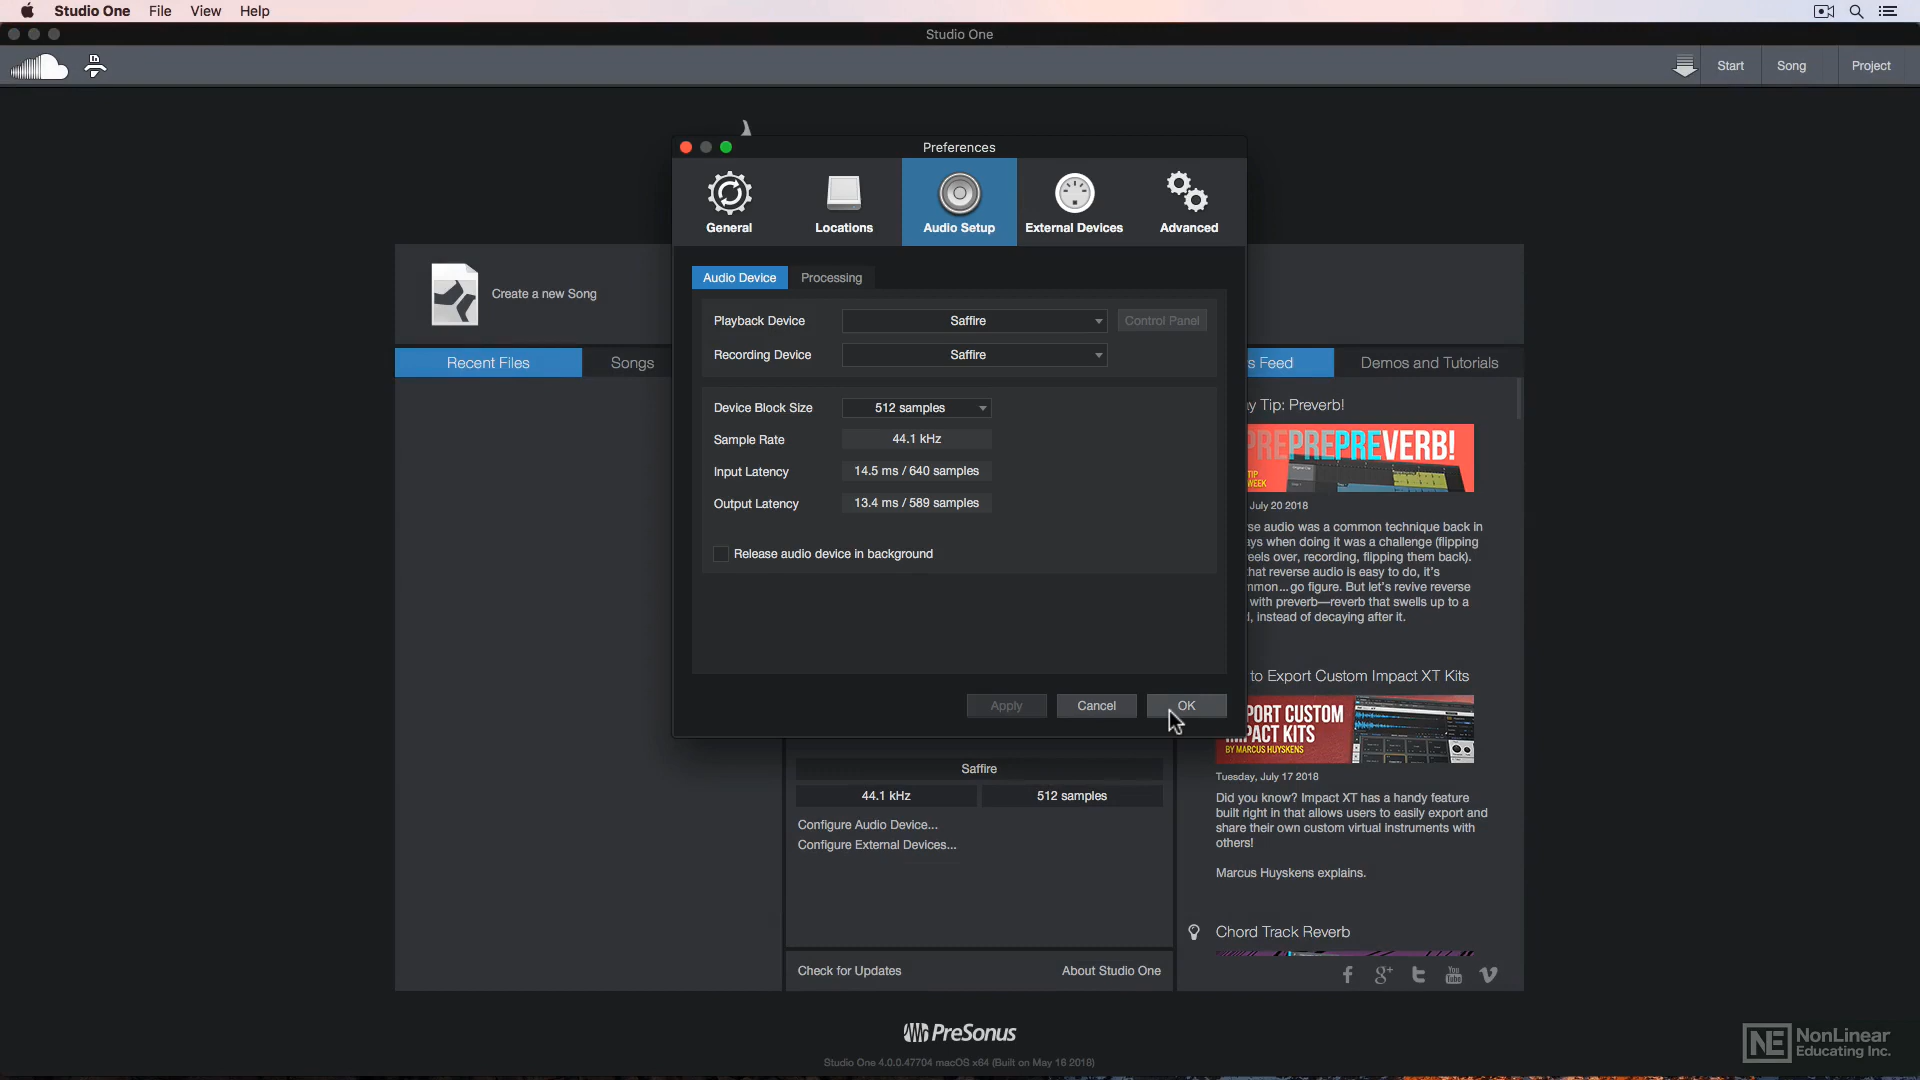 Studio One File View Help
Studio One
Start Song Project
Preferences
General Locations Audio Setup External Devices Advanced
Audio Device Processing
Playback Device Saffire Control Panel
Recording Device Saffire
Device Block Size 512 samples
Sample Rate 44.1 kHz
Input Latency 14.5 ms / 640 samples
Output Latency 13.4 ms / 589 samples
Release audio device in background
Apply Cancel OK
Create a new Song
Recent Files Songs
Saffire
44.1 kHz 512 samples
Configure Audio Device...
Configure External Devices...
Check for Updates About Studio One
s Feed Demos and Tutorials
y Tip: Preverb!
PREPREPREVERB!
TIP
WEEK
July 20 2018
se audio was a common technique back in
ays when doing it was a challenge (flipping
eels over, recording, flipping them back).
that reverse audio is easy to do, it's
mmon...go figure. But let's revive reverse
with preverb—reverb that swells up to a
, instead of decaying after it.
to Export Custom Impact XT Kits
PORT CUSTOM
IMPACT KITS
BY MARCUS HUYSKENS
Tuesday, July 17 2018
Did you know? Impact XT has a handy feature
built right in that allows users to easily export and
share their own custom virtual instruments with
others!
Marcus Huyskens explains.
Chord Track Reverb
PreSonus
Studio One 4.0.0.47704 macOS x64 (Built on May 16 2018)
NE NonLinear
Educating Inc.